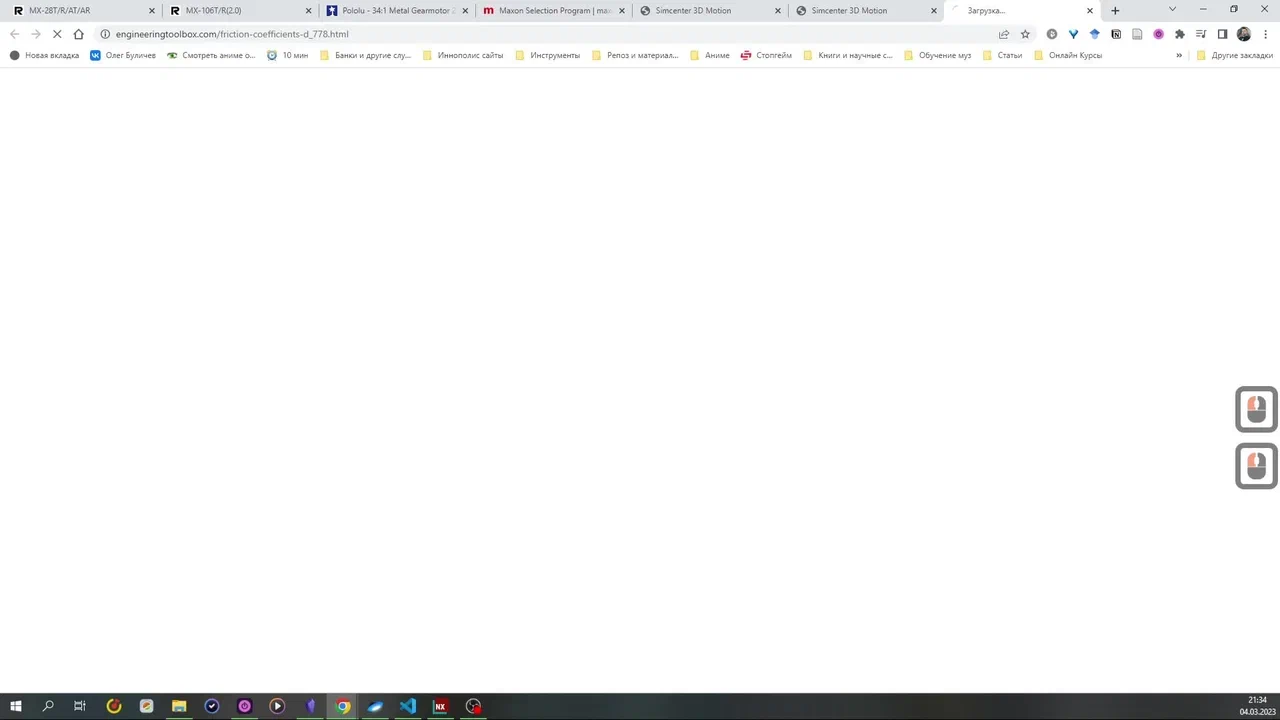 MX-28T/R/AT/AR MX-106T/R(2.0) Pololu - 34:1 Metal Gearmotor 2 Maxon Selection Program | max Simcenter 3D Motion Simcenter 3D Motion Загрузка...
engineeringtoolbox.com/friction-coefficients-d_778.html
Новая вкладка Олег Буличев Смотреть аниме о... 10 мин Банки и другие слу... Иннополис сайты Инструменты Репоз и материал... Аниме Стопгейм Книги и научные с... Обучение муз Статьи Онлайн Курсы » Другие закладки
21:34
04.03.2023